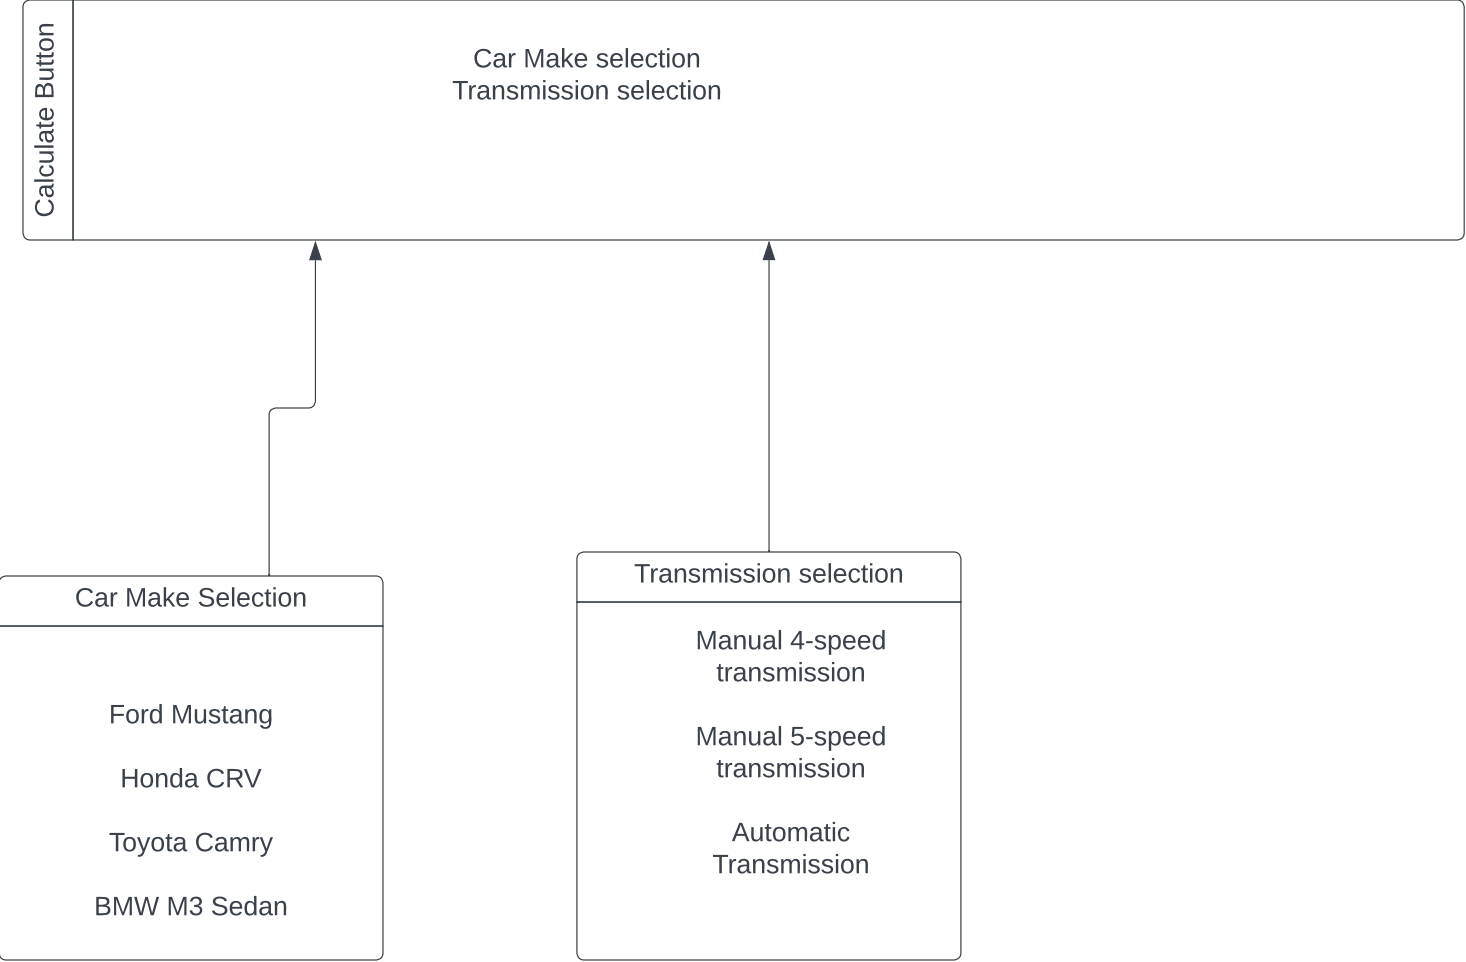 Calculate Button
Car Make selection
Transmission selection
Car Make Selection
Ford Mustang
Honda CRV
Toyota Camry
BMW M3 Sedan
Transmission selection
Manual 4-speed
transmission
Manual 5-speed
transmission
Automatic
Transmission